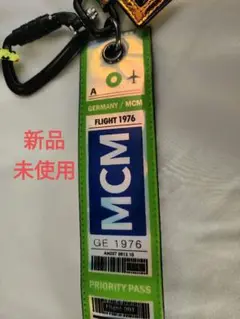 A
GERMANY / MCM
FLIGHT 1976
新品
未使用
MCM
GE 1976
PRIORITY PASS